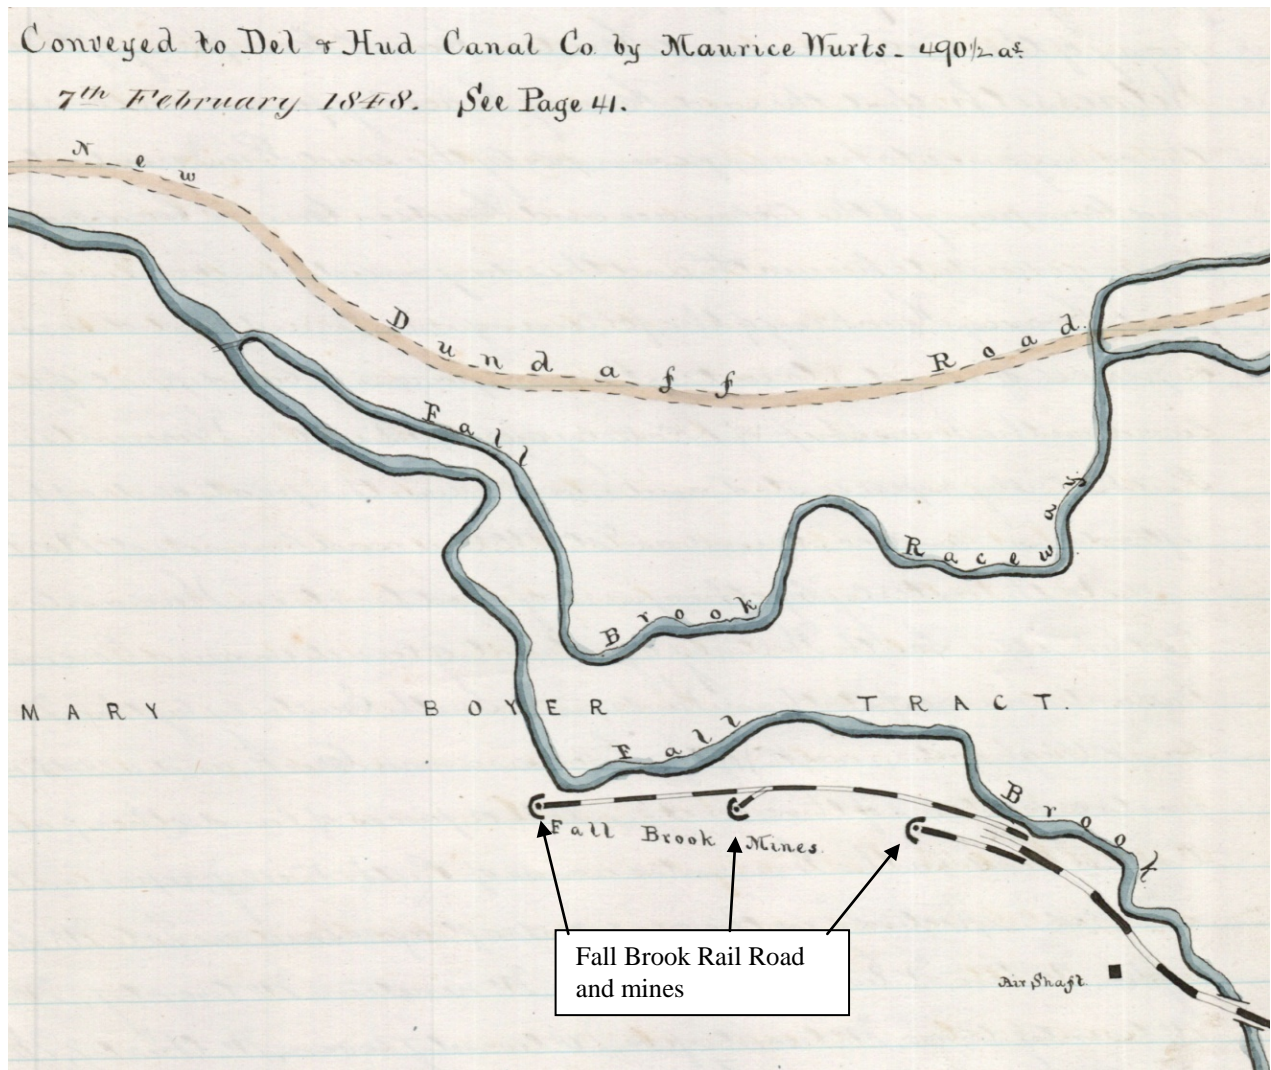 Conveyed to Del & Hud Canal Co. by Maurice Wurts - 490½ as.
7th February 1848. See Page 41.
New Dundaff Road.
Fall Brook Raceway
MARY BOYER TRACT.
Fall Brook
Fall Brook Mines.
Fall Brook Rail Road
and mines
Air Shaft.